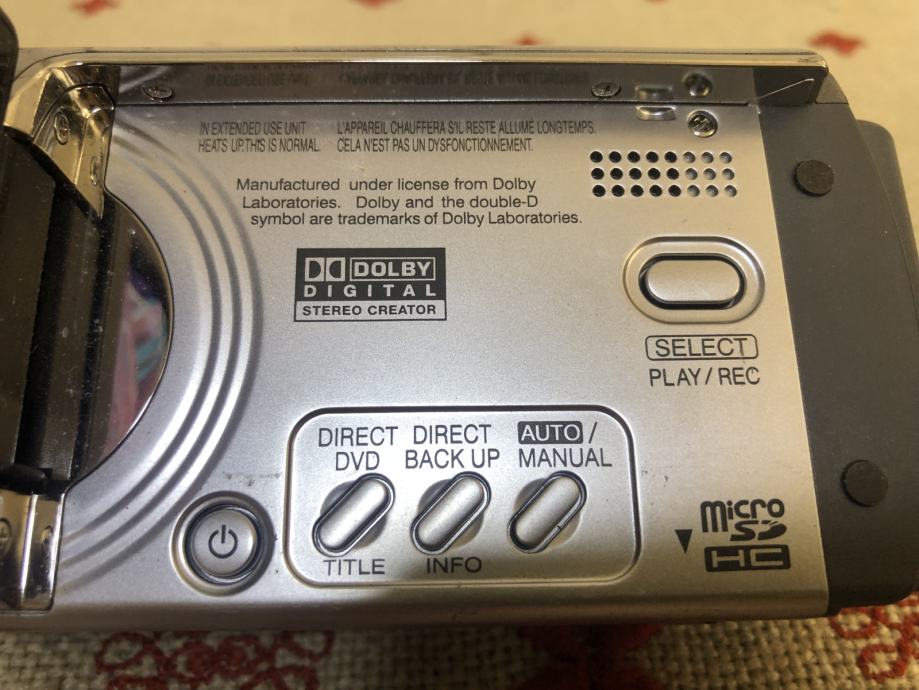 IN EXTENDED USE UNIT
HEATS UP.THIS IS NORMAL.
L'APPAREIL CHAUFFERA S'IL RESTE ALLUME LONGTEMPS.
CELA N'EST PAS UN DYSFONCTIONNEMENT.
Manufactured under license from Dolby
Laboratories. Dolby and the double-D
symbol are trademarks of Dolby Laboratories.
DOLBY
DIGITAL
STEREO CREATOR
SELECT
PLAY/REC
DIRECT
DVD
DIRECT
BACK UP
AUTO/
MANUAL
TITLE
INFO
micro
SD
HC